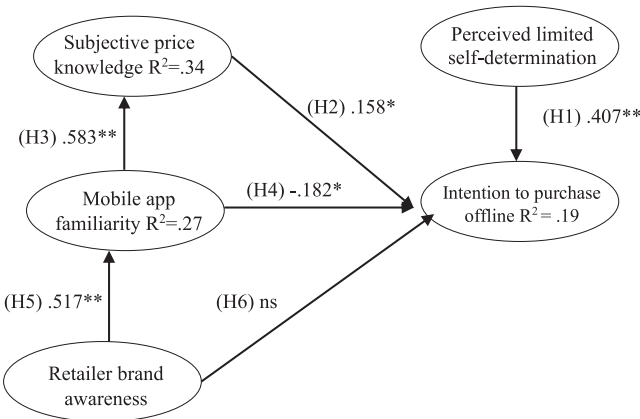 Subjective price
knowledge R²=.34
Perceived limited
self-determination
(H2) .158*
(H1) .407**
(H3) .583**
Mobile app
familiarity R²=.27
(H4) -.182*
Intention to purchase
offline R² = .19
(H5) .517**
(H6) ns
Retailer brand
awareness